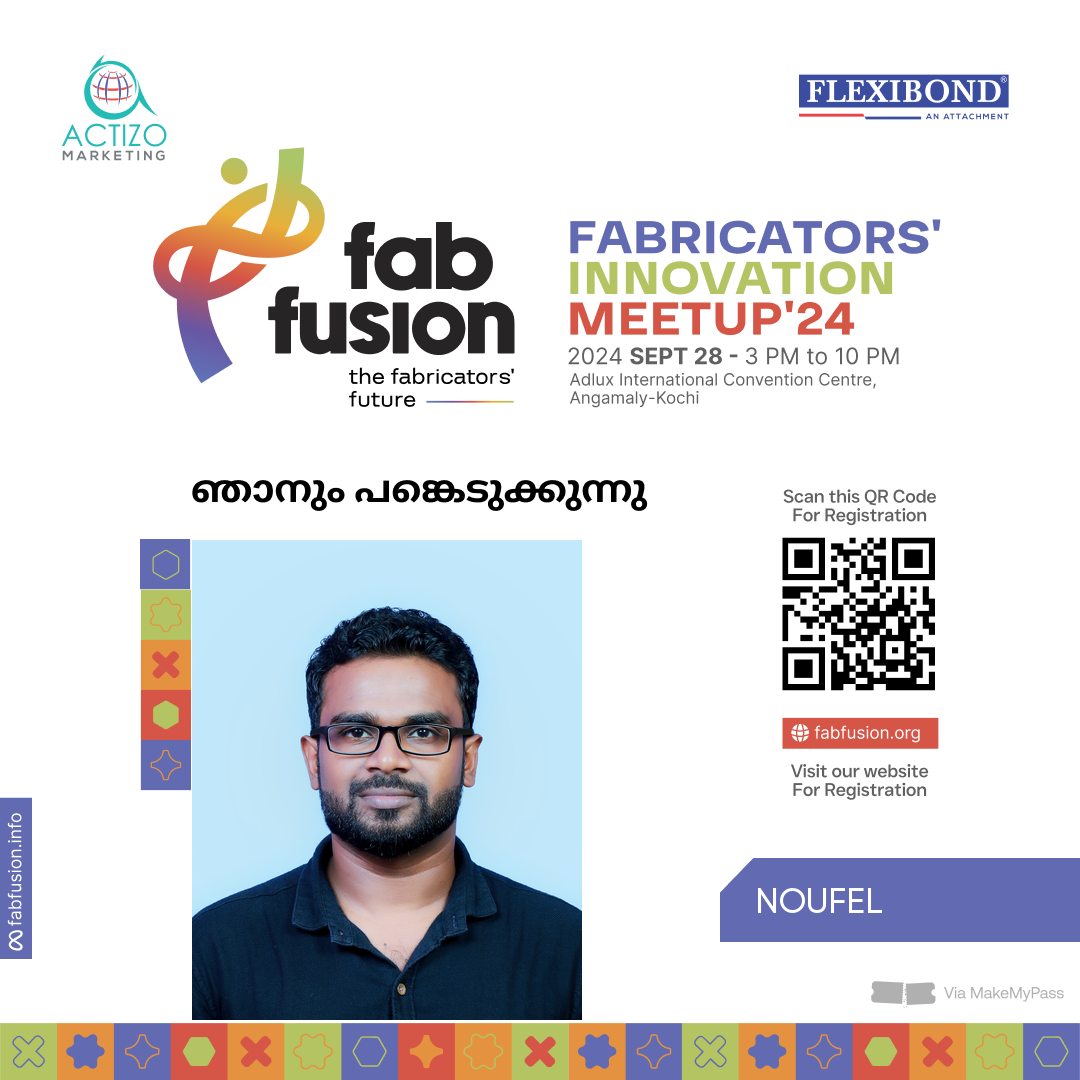 ACTIZO
MARKETING
FLEXIBOND®
AN ATTACHMENT
fab
fusion
the fabricators'
future
FABRICATORS'
INNOVATION
MEETUP'24
2024 SEPT 28 - 3 PM to 10 PM
Adlux International Convention Centre,
Angamaly-Kochi
ഞാനും പങ്കെടുക്കുന്നു
Scan this QR Code
For Registration
fabfusion.org
Visit our website
For Registration
fabfusion.info
NOUFEL
Via MakeMyPass